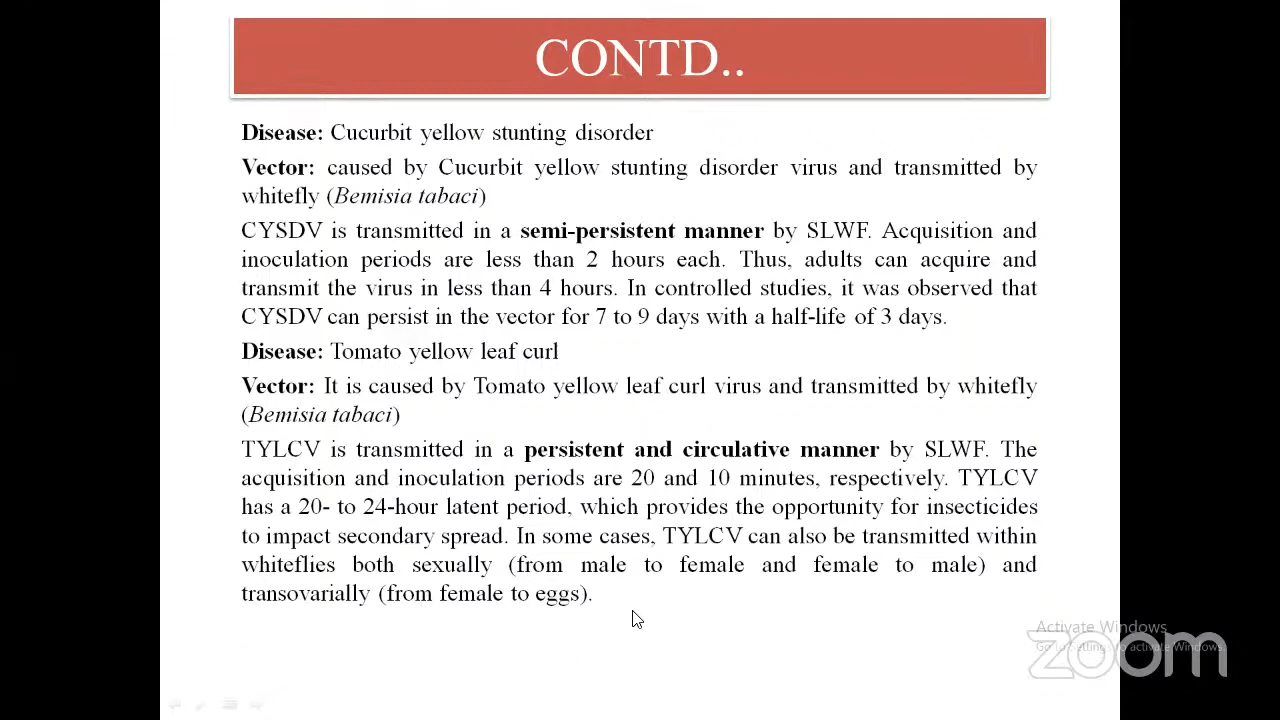 CONTD..
Disease: Cucurbit yellow stunting disorder
Vector: caused by Cucurbit yellow stunting disorder virus and transmitted by
whitefly (Bemisia tabaci)
CYSDV is transmitted in a semi-persistent manner by SLWF. Acquisition and
inoculation periods are less than 2 hours each. Thus, adults can acquire and
transmit the virus in less than 4 hours. In controlled studies, it was observed that
CYSDV can persist in the vector for 7 to 9 days with a half-life of 3 days.
Disease: Tomato yellow leaf curl
Vector: It is caused by Tomato yellow leaf curl virus and transmitted by whitefly
(Bemisia tabaci)
TYLCV is transmitted in a persistent and circulative manner by SLWF. The
acquisition and inoculation periods are 20 and 10 minutes, respectively. TYLCV
has a 20- to 24-hour latent period, which provides the opportunity for insecticides
to impact secondary spread. In some cases, TYLCV can also be transmitted within
whiteflies both sexually (from male to female and female to male) and
transovarially (from female to eggs).
Activate Windows
Go to Settings to activate Windows.
zoom